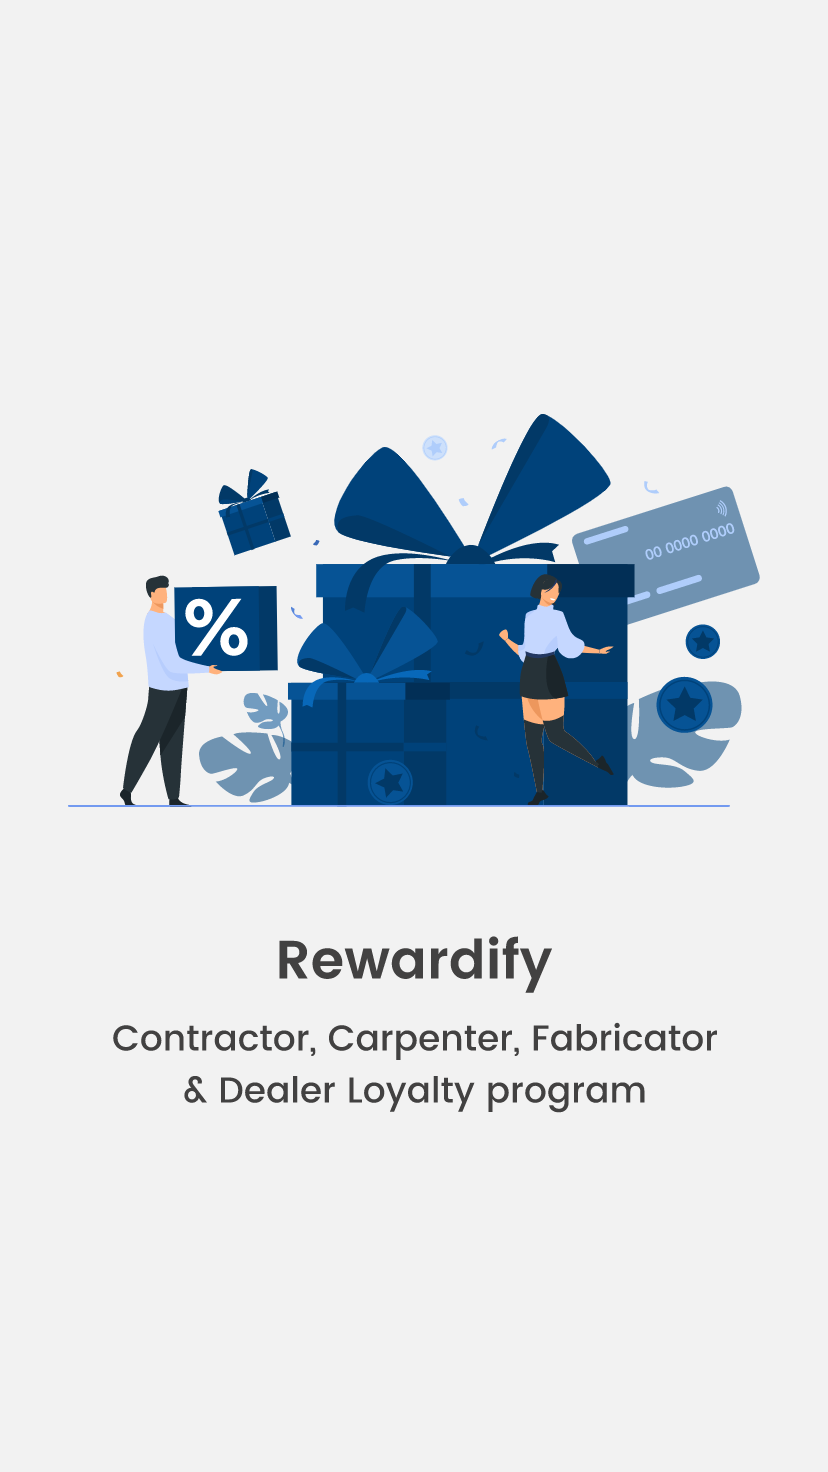 %
00 0000 0000
Rewardify
Contractor, Carpenter, Fabricator
& Dealer Loyalty program